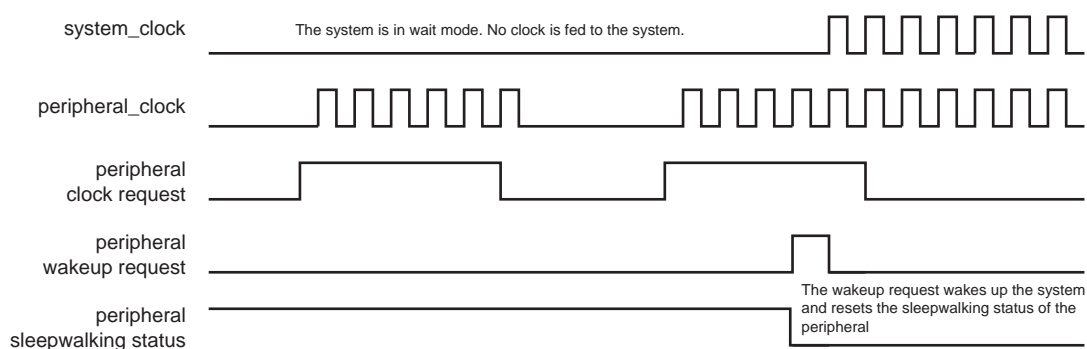 system_clock
The system is in wait mode. No clock is fed to the system.
peripheral_clock
peripheral
clock request
peripheral
wakeup request
The wakeup request wakes up the system
and resets the sleepwalking status of the
peripheral
peripheral
sleepwalking status